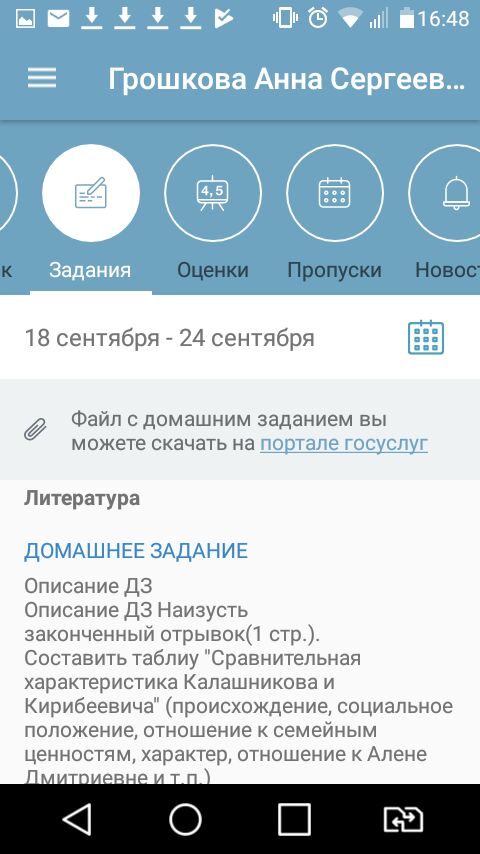 16:48
Грошкова Анна Сергеев...
4,5
к Задания Оценки Пропуски Новост
18 сентября - 24 сентября
Файл с домашним заданием вы
можете скачать на портале госуслуг
Литература
ДОМАШНЕЕ ЗАДАНИЕ
Описание ДЗ
Описание ДЗ Наизусть
законченный отрывок(1 стр.).
Составить таблиу "Сравнительная
характеристика Калашникова и
Кирибеевича" (происхождение, социальное
положение, отношение к семейным
ценностям, характер, отношение к Алене
Дмитриевне и т.п.)